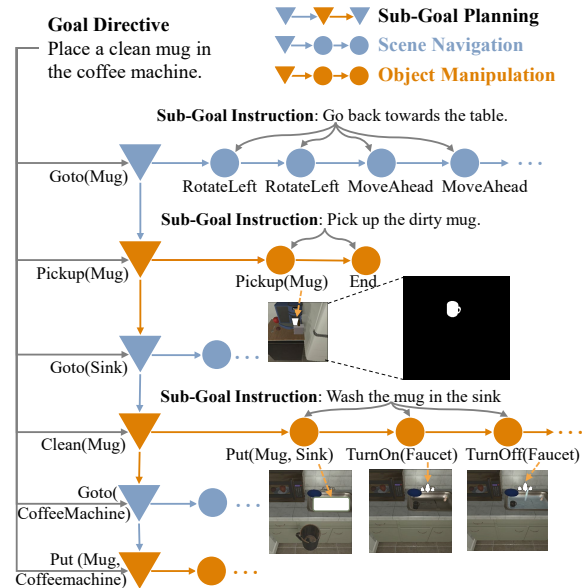 Goal Directive
Place a clean mug in
the coffee machine.
Sub-Goal Planning
Scene Navigation
Object Manipulation
Sub-Goal Instruction: Go back towards the table.
Goto(Mug)
RotateLeft RotateLeft MoveAhead MoveAhead
Sub-Goal Instruction: Pick up the dirty mug.
Pickup(Mug)
Pickup(Mug) End
Goto(Sink)
Sub-Goal Instruction: Wash the mug in the sink
Clean(Mug)
Put(Mug, Sink) TurnOn(Faucet) TurnOff(Faucet)
Goto(
CoffeeMachine)
Put (Mug,
Coffeemachine)